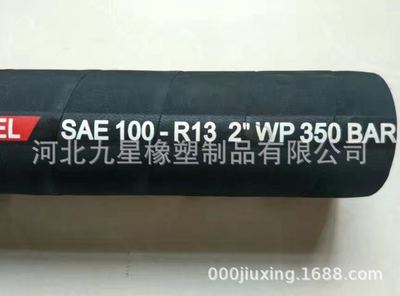 EL SAE 100-R13 2" WP 350 BAR
河北九星橡塑制品有限公司
000jiuxing.1688.com